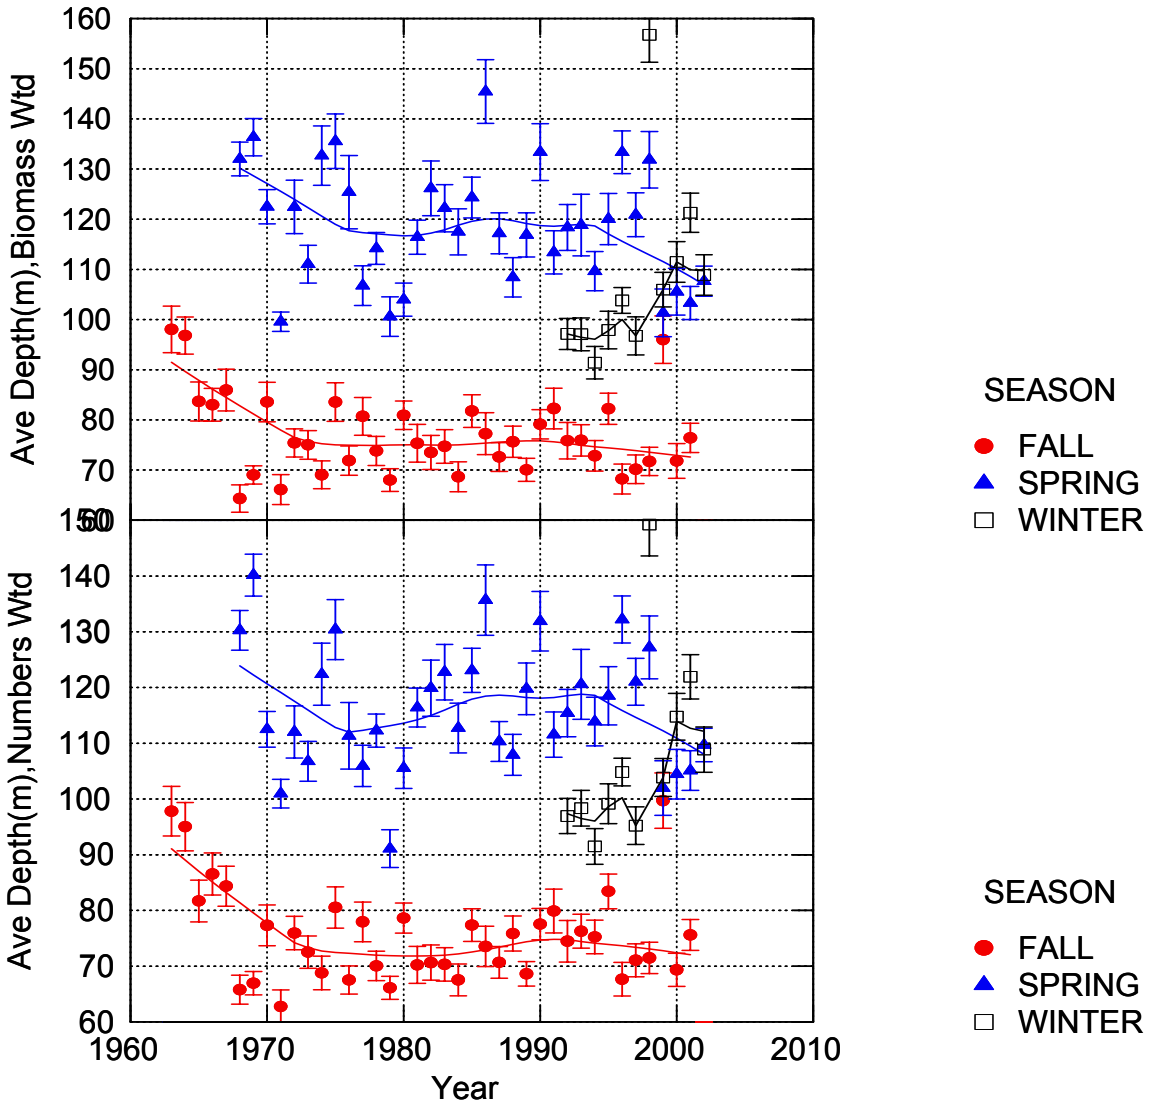 160
150
140
130
120
110
100
90
80
70
60
Ave Depth(m),Biomass Wtd
SEASON
FALL
SPRING
WINTER
150
140
130
120
110
100
90
80
70
60
Ave Depth(m),Numbers Wtd
SEASON
FALL
SPRING
WINTER
1960 1970 1980 1990 2000 2010
Year